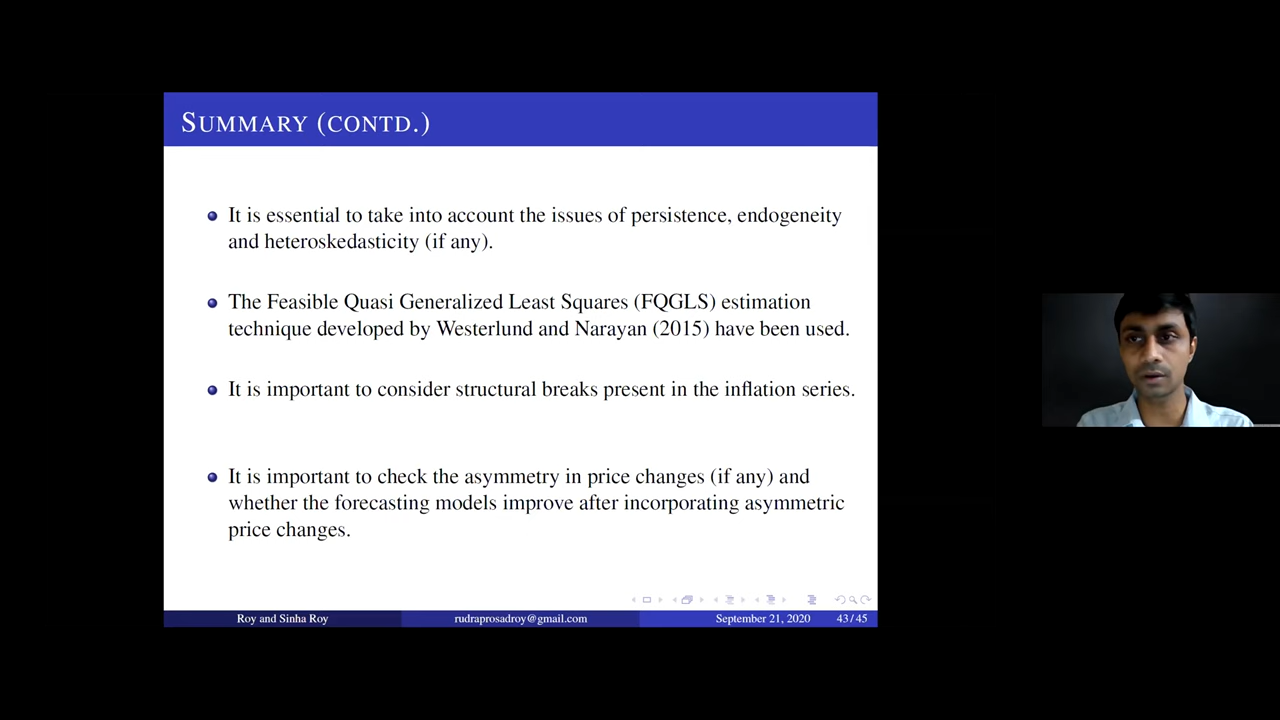 SUMMARY (CONTD.)
It is essential to take into account the issues of persistence, endogeneity
and heteroskedasticity (if any).
The Feasible Quasi Generalized Least Squares (FQGLS) estimation
technique developed by Westerlund and Narayan (2015) have been used.
It is important to consider structural breaks present in the inflation series.
It is important to check the asymmetry in price changes (if any) and
whether the forecasting models improve after incorporating asymmetric
price changes.
Roy and Sinha Roy rudraprosadroy@gmail.com September 21, 2020 43 / 45